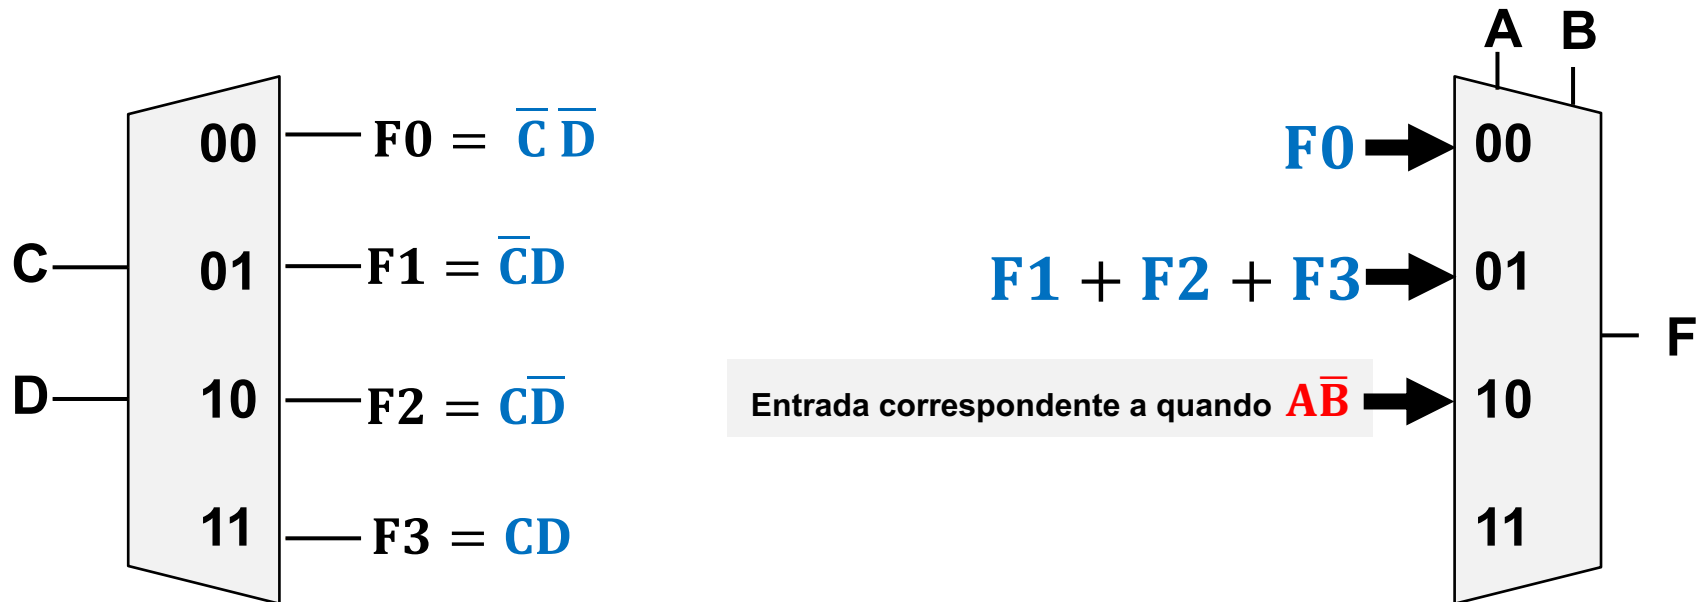 A B
00 F0 = C̅ D̅
F0 00
C 01 F1 = C̅D
F1 + F2 + F3 01
F
D 10 F2 = CD̅
Entrada correspondente a quando AB̅ 10
11 F3 = CD
11